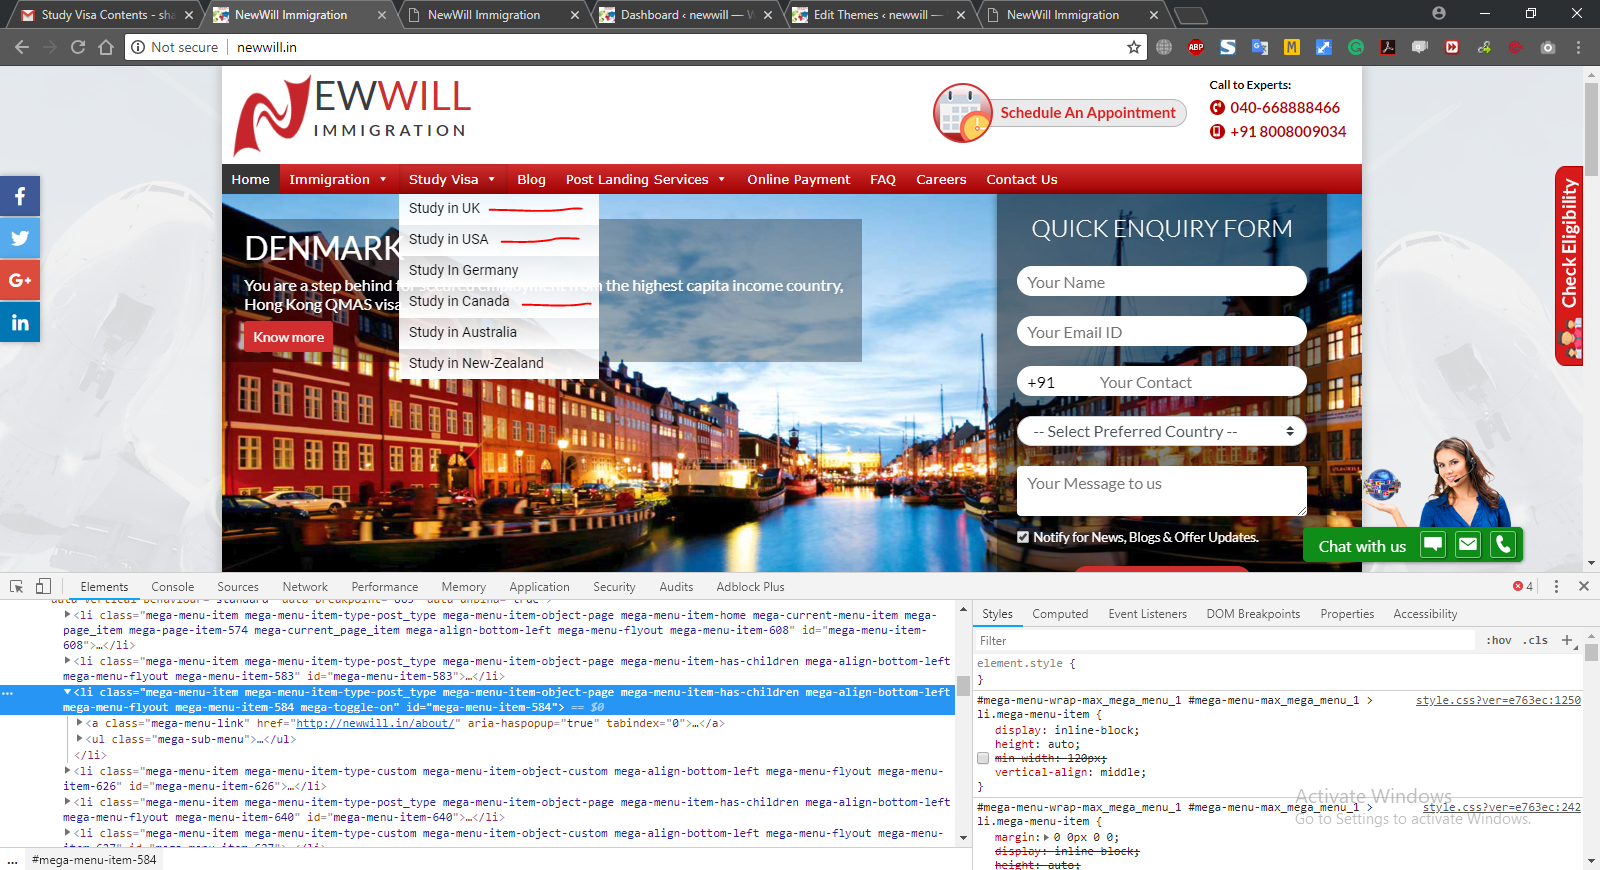 Study Visa Contents - sha
NewWill Immigration
NewWill Immigration
Dashboard ‹ newwill — W
Edit Themes ‹ newwill —
NewWill Immigration
Not secure
newwill.in
ABP
EWWILL
IMMIGRATION
Schedule An Appointment
Call to Experts:
040-668888466
+91 8008009034
Home
Immigration
Study Visa
Blog
Post Landing Services
Online Payment
FAQ
Careers
Contact Us
Study in UK
Study in USA
Study In Germany
Study in Canada
Study in Australia
Study in New-Zealand
DENMARK
You are a step behind for secured employment from the highest capita income country,
Hong Kong QMAS visa
Know more
QUICK ENQUIRY FORM
Your Name
Your Email ID
+91 Your Contact
-- Select Preferred Country --
Your Message to us
Notify for News, Blogs & Offer Updates.
Check Eligibility
Chat with us
Elements
Console
Sources
Network
Performance
Memory
Application
Security
Audits
Adblock Plus
4
<li class="mega-menu-item mega-menu-item-type-post_type mega-menu-item-object-page mega-menu-item-home mega-current-menu-item mega-
page_item mega-page-item-574 mega-current_page_item mega-align-bottom-left mega-menu-flyout mega-menu-item-608" id="mega-menu-item-
608">…</li>
<li class="mega-menu-item mega-menu-item-type-post_type mega-menu-item-object-page mega-menu-item-has-children mega-align-bottom-left
mega-menu-flyout mega-menu-item-583" id="mega-menu-item-583">…</li>
<li class="mega-menu-item mega-menu-item-type-post_type mega-menu-item-object-page mega-menu-item-has-children mega-align-bottom-left
mega-menu-flyout mega-menu-item-584 mega-toggle-on" id="mega-menu-item-584"> == $0
<a class="mega-menu-link" href="http://newwill.in/about/" aria-haspopup="true" tabindex="0">…</a>
<ul class="mega-sub-menu">…</ul>
</li>
<li class="mega-menu-item mega-menu-item-type-custom mega-menu-item-object-custom mega-align-bottom-left mega-menu-flyout mega-menu-
item-626" id="mega-menu-item-626">…</li>
<li class="mega-menu-item mega-menu-item-type-post_type mega-menu-item-object-page mega-menu-item-has-children mega-align-bottom-left
mega-menu-flyout mega-menu-item-640" id="mega-menu-item-640">…</li>
<li class="mega-menu-item mega-menu-item-type-custom mega-menu-item-object-custom mega-menu-item-has-children mega-align-bottom-left mega-menu-flyout mega-menu-
... #mega-menu-item-584
Styles
Computed
Event Listeners
DOM Breakpoints
Properties
Accessibility
Filter
:hov .cls +
element.style {
}
#mega-menu-wrap-max_mega_menu_1 #mega-menu-max_mega_menu_1 > style.css?ver=e763ec:1250
li.mega-menu-item {
display: inline-block;
height: auto;
min-width: 120px;
vertical-align: middle;
}
#mega-menu-wrap-max_mega_menu_1 #mega-menu-max_mega_menu_1 > style.css?ver=e763ec:242
li.mega-menu-item {
margin: 0 0px 0 0;
display: inline-block;
height: auto;
Activate Windows
Go to Settings to activate Windows.